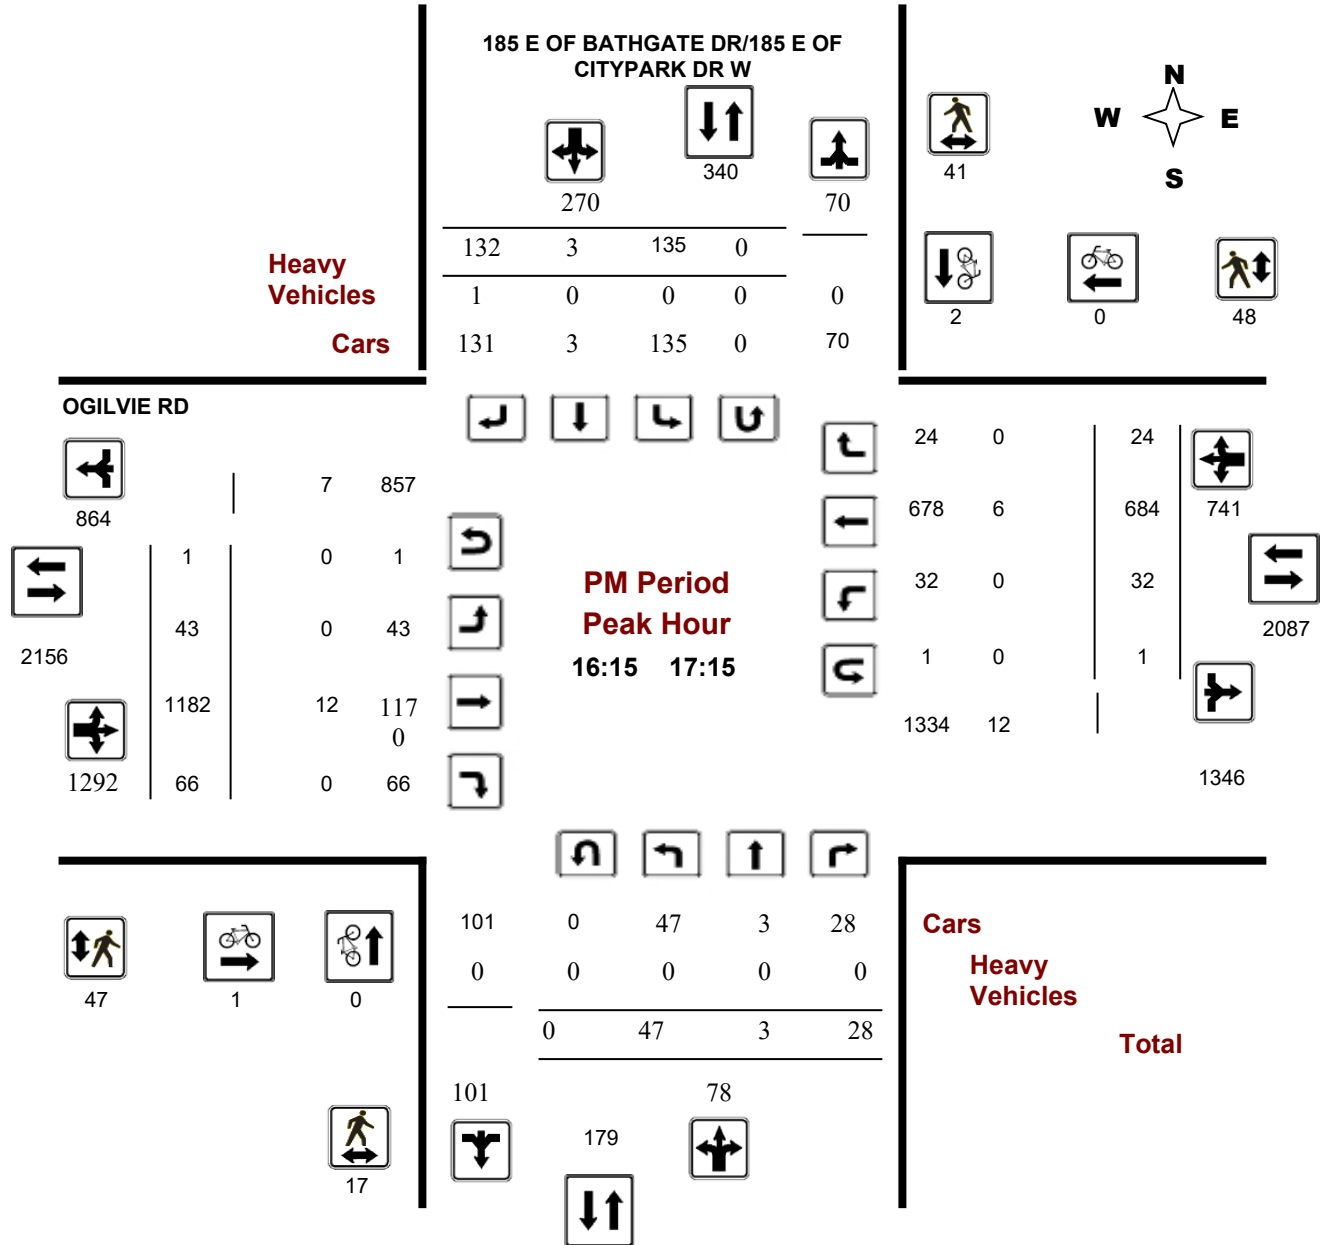 185 E OF BATHGATE DR/185 E OF
CITYPARK DR W
N
W E
S
340
41
270 70
132 3 135 0
Heavy
Vehicles
1 0 0 0 0
2 0 48
Cars 131 3 135 0 70
OGILVIE RD
24 0 24
7 857
864
678 6 684 741
1 0 1
PM Period
32 0 32
Peak Hour
43 0 43
2087
2156
16:15 17:15
1 0 1
1182 12 117
0
1334 12
1292 66 0 66
1346
101 0 47 3 28 Cars
0 0 0 0 0 Heavy
Vehicles
47 1 0
0 47 3 28
Total
101 78
179
17